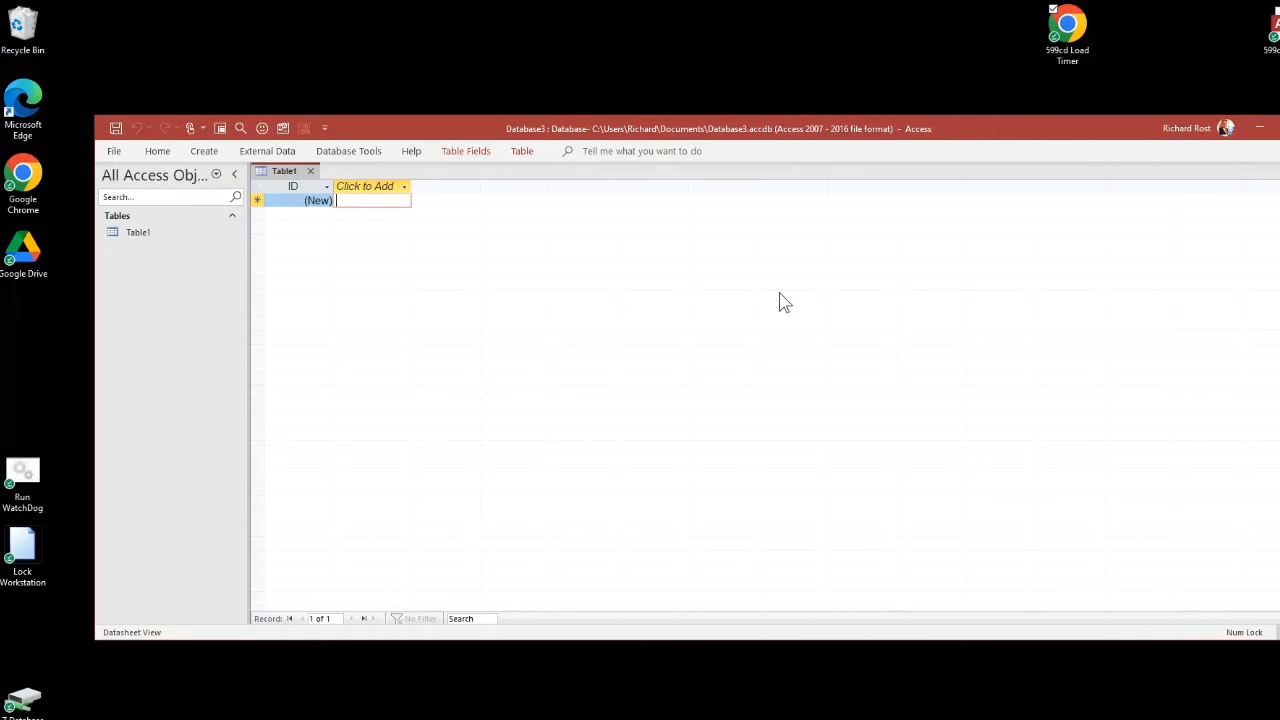 Recycle Bin
Microsoft
Edge
Google
Chrome
Google Drive
Run
WatchDog
Lock
Workstation
599cd Load
Timer
Database3 : Database- C:\Users\Richard\Documents\Database3.accdb (Access 2007 - 2016 file format) - Access
Richard Rost
File Home Create External Data Database Tools Help Table Fields Table Tell me what you want to do
All Access Obj...
Search...
Tables
Table1
Table1
ID Click to Add
(New)
Record: 1 of 1 No Filter Search
Datasheet View
Num Lock